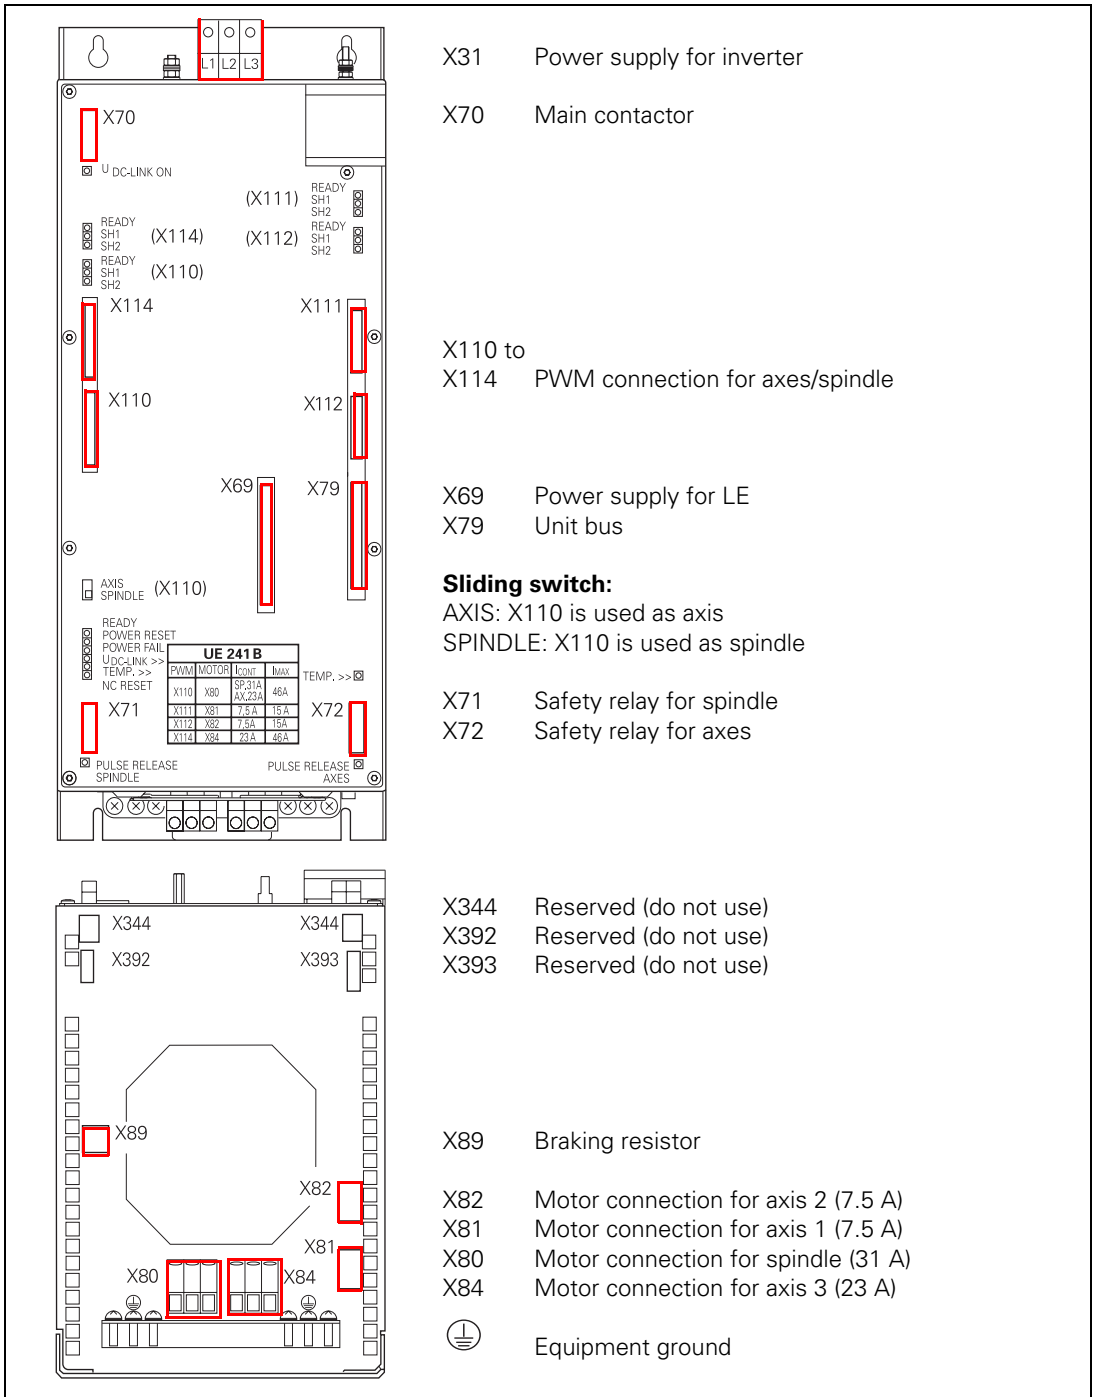 L1 L2 L3
X31 Power supply for inverter
X70
X70 Main contactor
U DC-LINK ON
(X111) READY
SH1
SH2
READY
SH1 (X114)
SH2
(X112) READY
SH1
SH2
READY
SH1 (X110)
SH2
X114 X111
X110 to
X114 PWM connection for axes/spindle
X110 X112
X69 X79
X69 Power supply for LE
X79 Unit bus
AXIS
SPINDLE (X110)
Sliding switch:
AXIS: X110 is used as axis
SPINDLE: X110 is used as spindle
READY
POWER RESET
POWER FAIL
UDC-LINK >>
TEMP. >>
NC RESET
UE 241 B
PWM MOTOR ICONT IMAX
X110 X80 SP.31A AX.23A 46A
X111 X81 7,5 A 15 A
X112 X82 7,5A 15A
X114 X84 23 A 46 A
TEMP. >>
X71 X72
X71 Safety relay for spindle
X72 Safety relay for axes
PULSE RELEASE
SPINDLE
PULSE RELEASE
AXES
X344 X344
X392 X393
X344 Reserved (do not use)
X392 Reserved (do not use)
X393 Reserved (do not use)
X89
X89 Braking resistor
X82
X81
X80 X84
X82 Motor connection for axis 2 (7.5 A)
X81 Motor connection for axis 1 (7.5 A)
X80 Motor connection for spindle (31 A)
X84 Motor connection for axis 3 (23 A)
Equipment ground